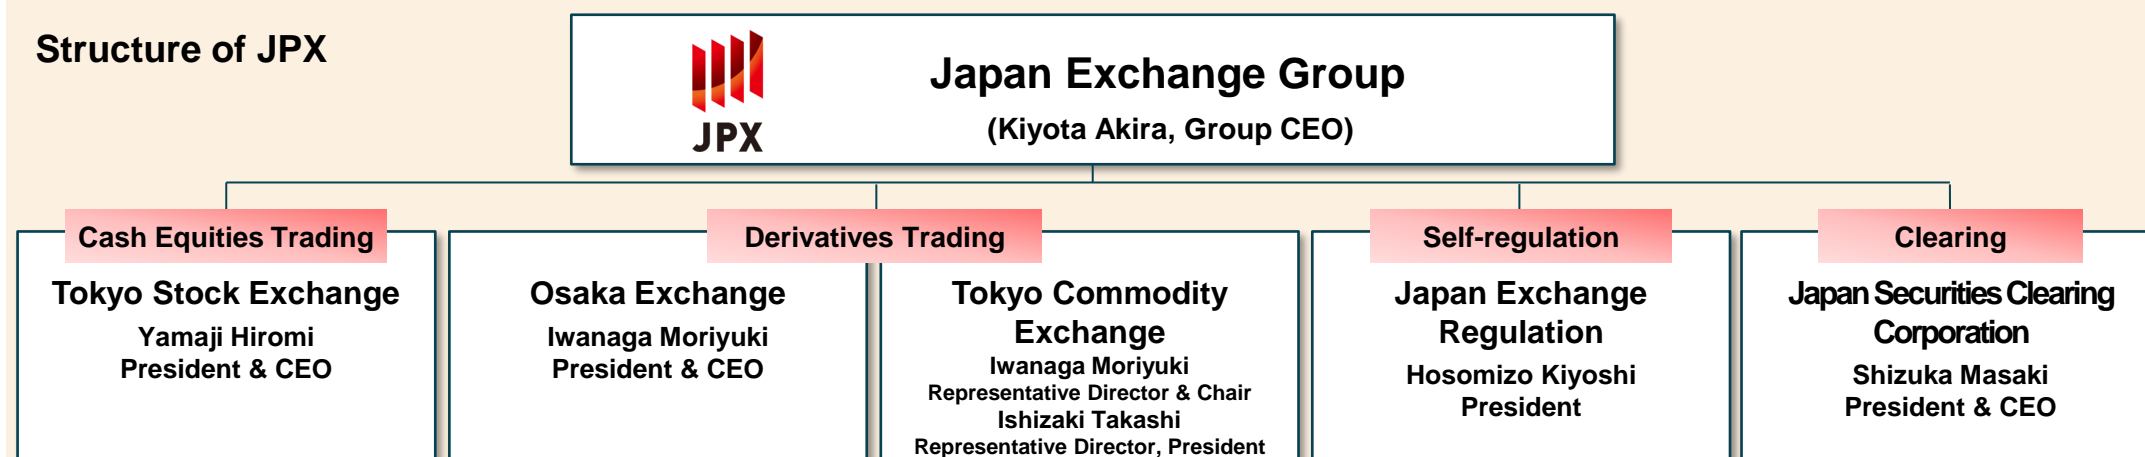 Structure of JPX
JPX
Japan Exchange Group
(Kiyota Akira, Group CEO)
Cash Equities Trading
Tokyo Stock Exchange
Yamaji Hiromi
President & CEO
Derivatives Trading
Osaka Exchange
Iwanaga Moriyuki
President & CEO
Tokyo Commodity
Exchange
Iwanaga Moriyuki
Representative Director & Chair
Ishizaki Takashi
Representative Director, President
Self-regulation
Japan Exchange
Regulation
Hosomizo Kiyoshi
President
Clearing
Japan Securities Clearing
Corporation
Shizuka Masaki
President & CEO